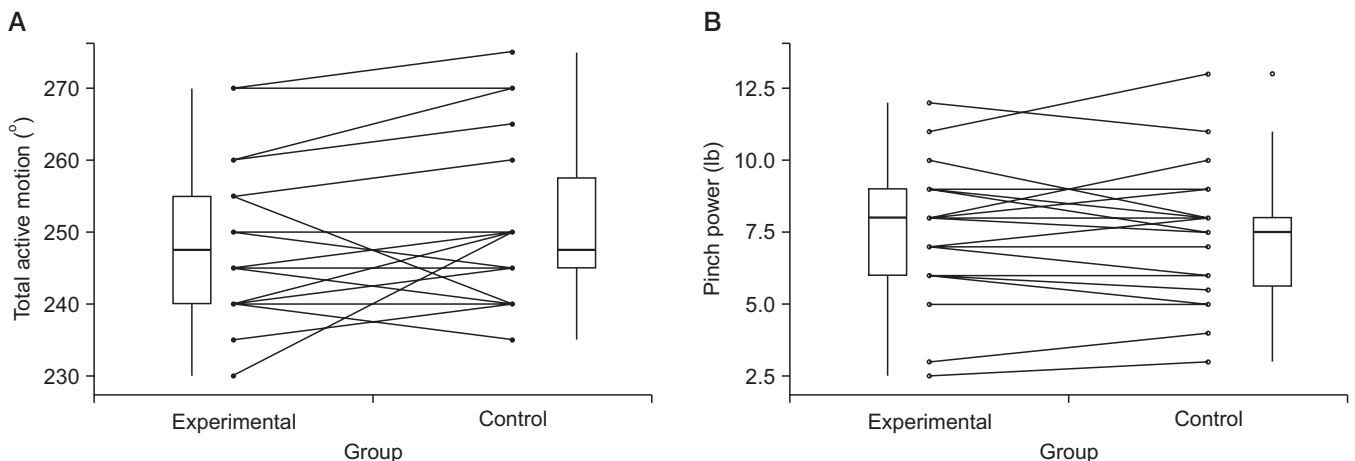 A
Total active motion (°)
270
260
250
240
230
Experimental
Control
Group
B
Pinch power (lb)
12.5
10.0
7.5
5.0
2.5
Experimental
Control
Group